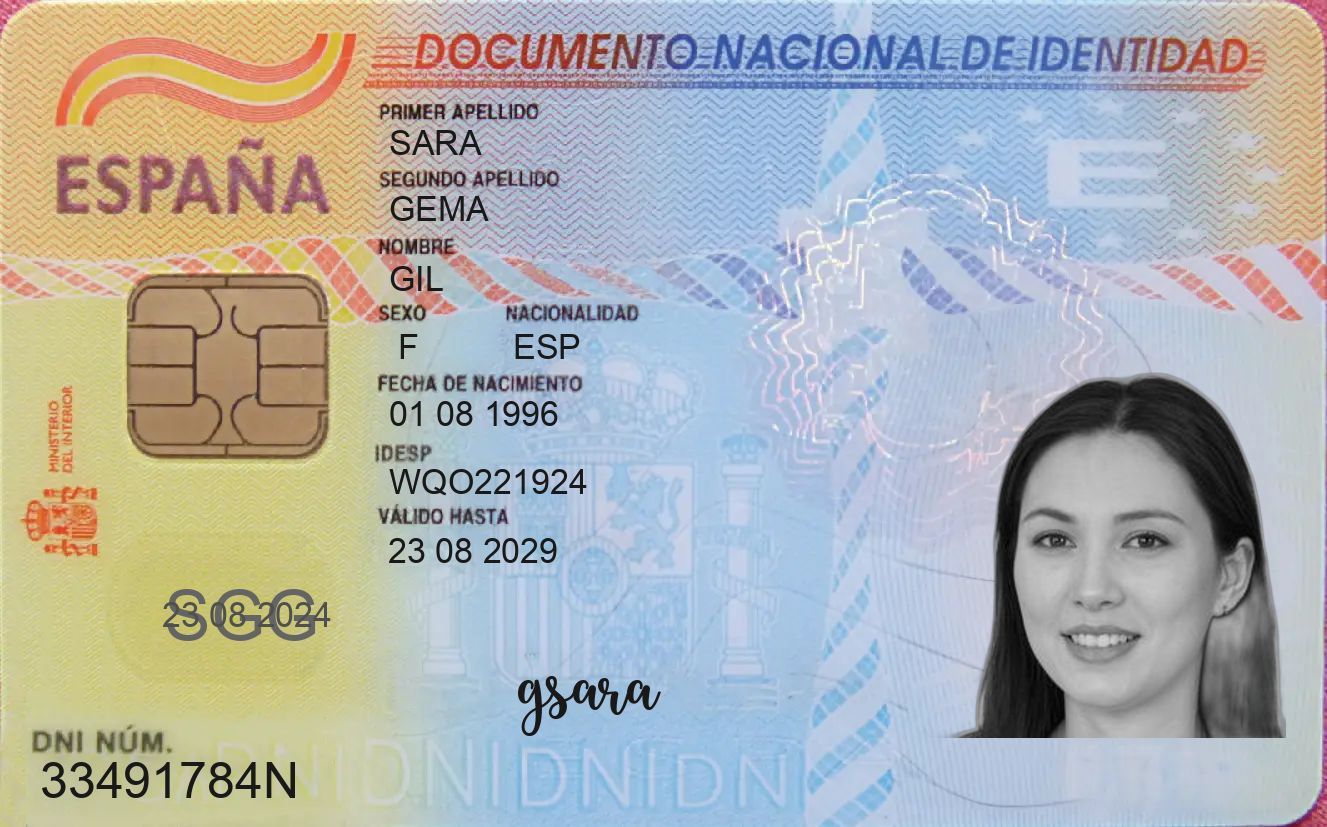 DOCUMENTO NACIONAL DE IDENTIDAD
ESPAÑA
PRIMER APELLIDO
SARA
SEGUNDO APELLIDO
GEMA
NOMBRE
GIL
SEXO NACIONALIDAD
F ESP
FECHA DE NACIMIENTO
01 08 1996
IDESP
WQO221924
VÁLIDO HASTA
23 08 2029
MINISTERIO
DEL INTERIOR
E
23 08 2024
SGG
gsara
DNI NÚM.
33491784N
DNIDNIDNIDNI